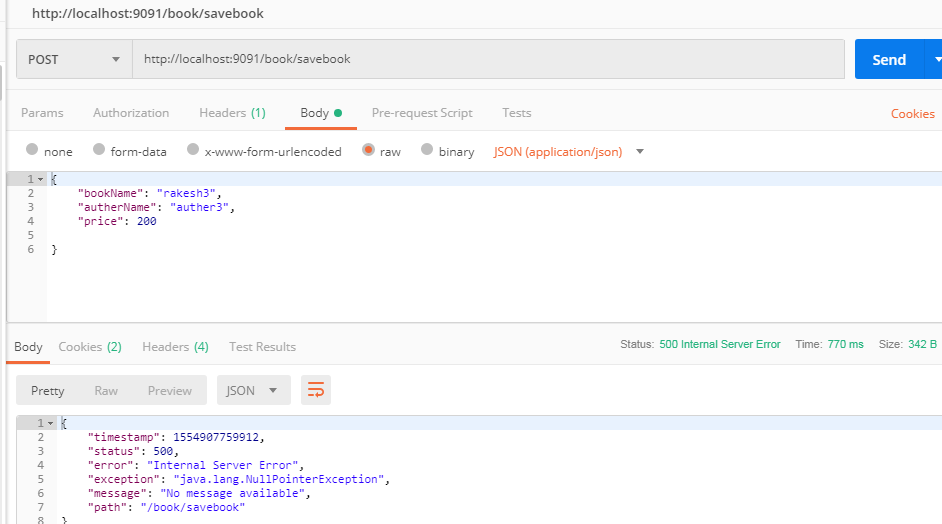 http://localhost:9091/book/savebook
POST http://localhost:9091/book/savebook Send
Params Authorization Headers (1) Body Pre-request Script Tests Cookies
none form-data x-www-form-urlencoded raw binary JSON (application/json)
1 {
2 "bookName": "rakesh3",
3 "autherName": "auther3",
4 "price": 200
5
6 }
Body Cookies (2) Headers (4) Test Results Status: 500 Internal Server Error Time: 770 ms Size: 342 B
Pretty Raw Preview JSON
1 {
2 "timestamp": 1554907759912,
3 "status": 500,
4 "error": "Internal Server Error",
5 "exception": "java.lang.NullPointerException",
6 "message": "No message available",
7 "path": "/book/savebook"
8 }